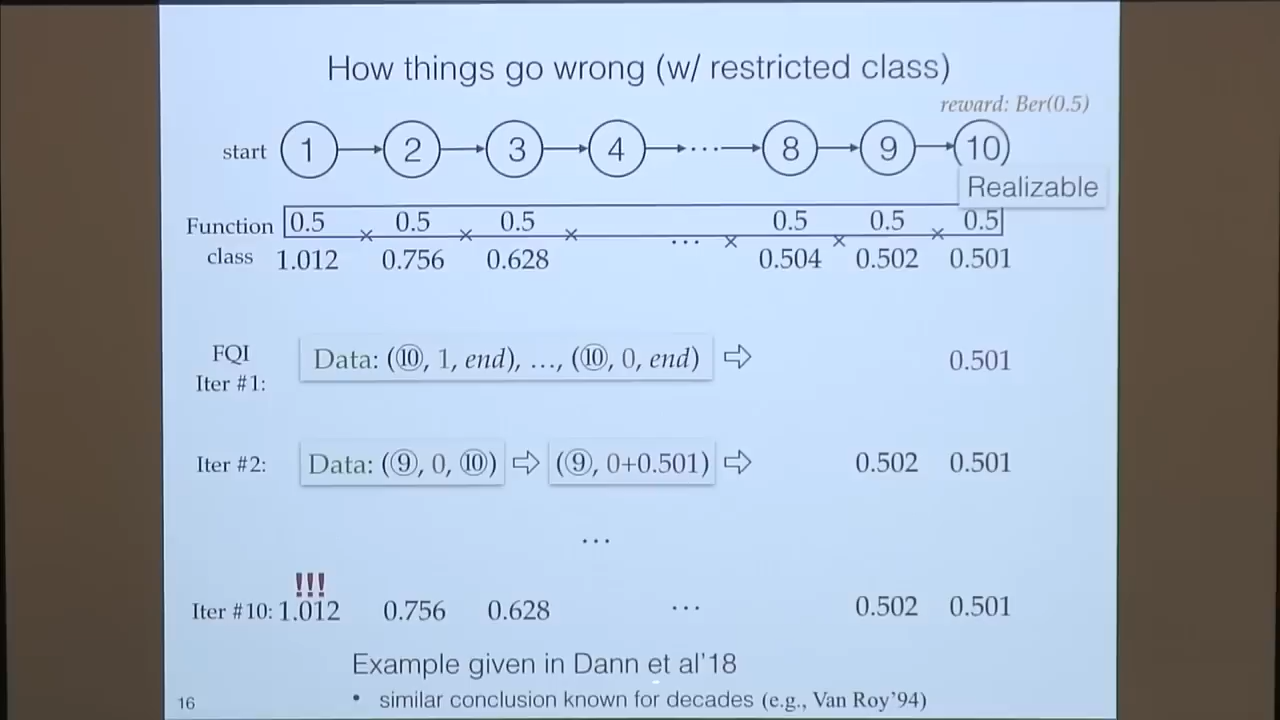 How things go wrong (w/ restricted class)
reward: Ber(0.5)
start 1 2 3 4 ... 8 9 10
Realizable
Function class
0.5 × 0.5 × 0.5 × ... × 0.5 × 0.5 × 0.5
1.012 0.756 0.628 0.504 0.502 0.501
FQI
Iter #1:
Data: (⑩, 1, end), ..., (⑩, 0, end) ⇨ 0.501
Iter #2: Data: (⑨, 0, ⑩) ⇨ (⑨, 0+0.501) ⇨ 0.502 0.501
...
!!!
Iter #10: 1.012 0.756 0.628 ... 0.502 0.501
Example given in Dann et al'18
• similar conclusion known for decades (e.g., Van Roy'94)
16